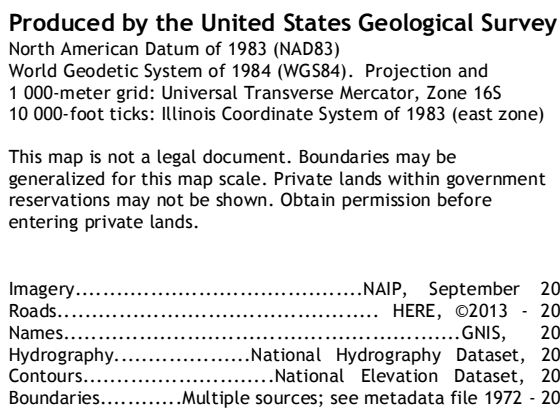 Produced by the United States Geological Survey
North American Datum of 1983 (NAD83)
World Geodetic System of 1984 (WGS84).  Projection and
1 000-meter grid: Universal Transverse Mercator, Zone 16S
10 000-foot ticks: Illinois Coordinate System of 1983 (east zone)
This map is not a legal document. Boundaries may be
generalized for this map scale. Private lands within government
reservations may not be shown. Obtain permission before
entering private lands.
Imagery..........................................NAIP, September 20
Roads............................................... HERE, ©2013 - 20
Names..........................................................GNIS, 20
Hydrography....................National Hydrography Dataset, 20
Contours............................National Elevation Dataset, 20
Boundaries............Multiple sources; see metadata file 1972 - 20